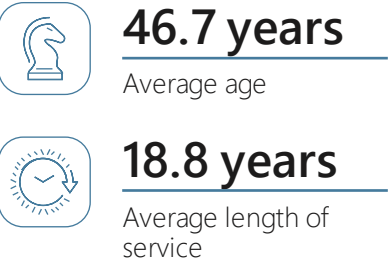 46.7 years
Average age
18.8 years
Average length of
service